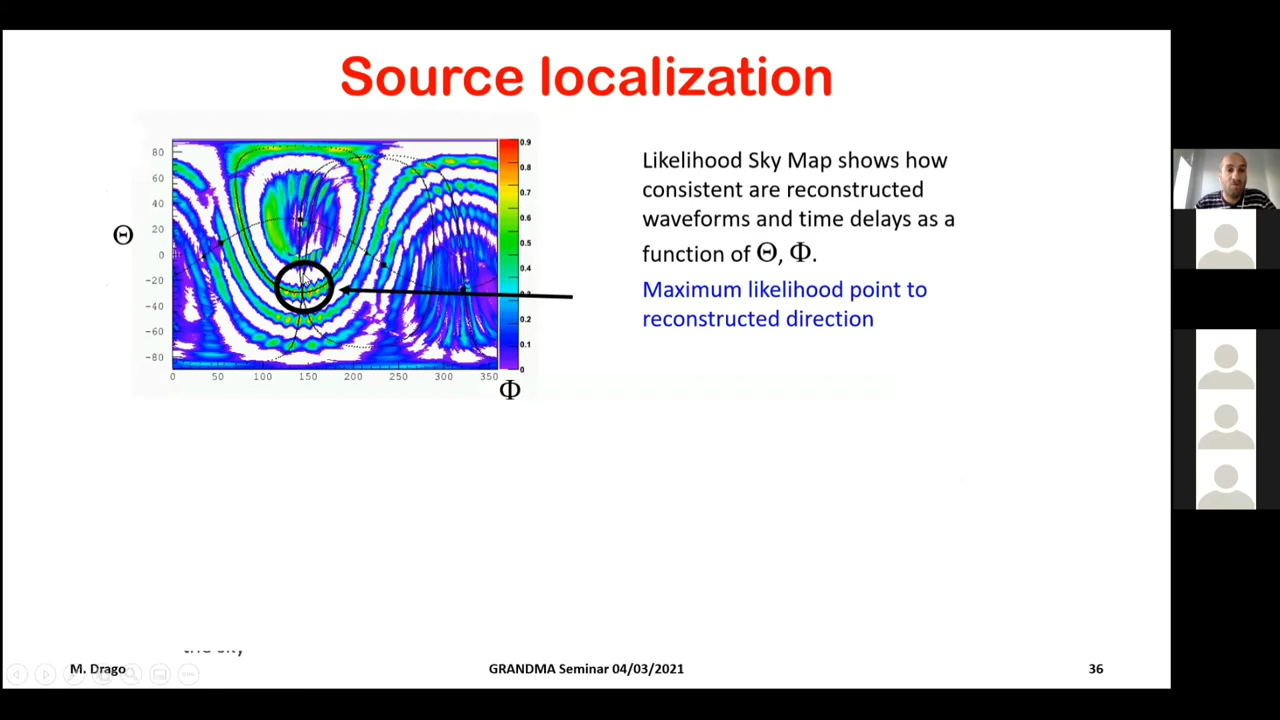 Source localization
80
60
40
20
0
−20
−40
−60
−80
Θ
0 50 100 150 200 250 300 350
Φ
0.9
0.8
0.7
0.6
0.5
0.4
0.2
0.1
0
Likelihood Sky Map shows how
consistent are reconstructed
waveforms and time delays as a
function of Θ, Φ.
Maximum likelihood point to
reconstructed direction
M. Drago
GRANDMA Seminar 04/03/2021
36